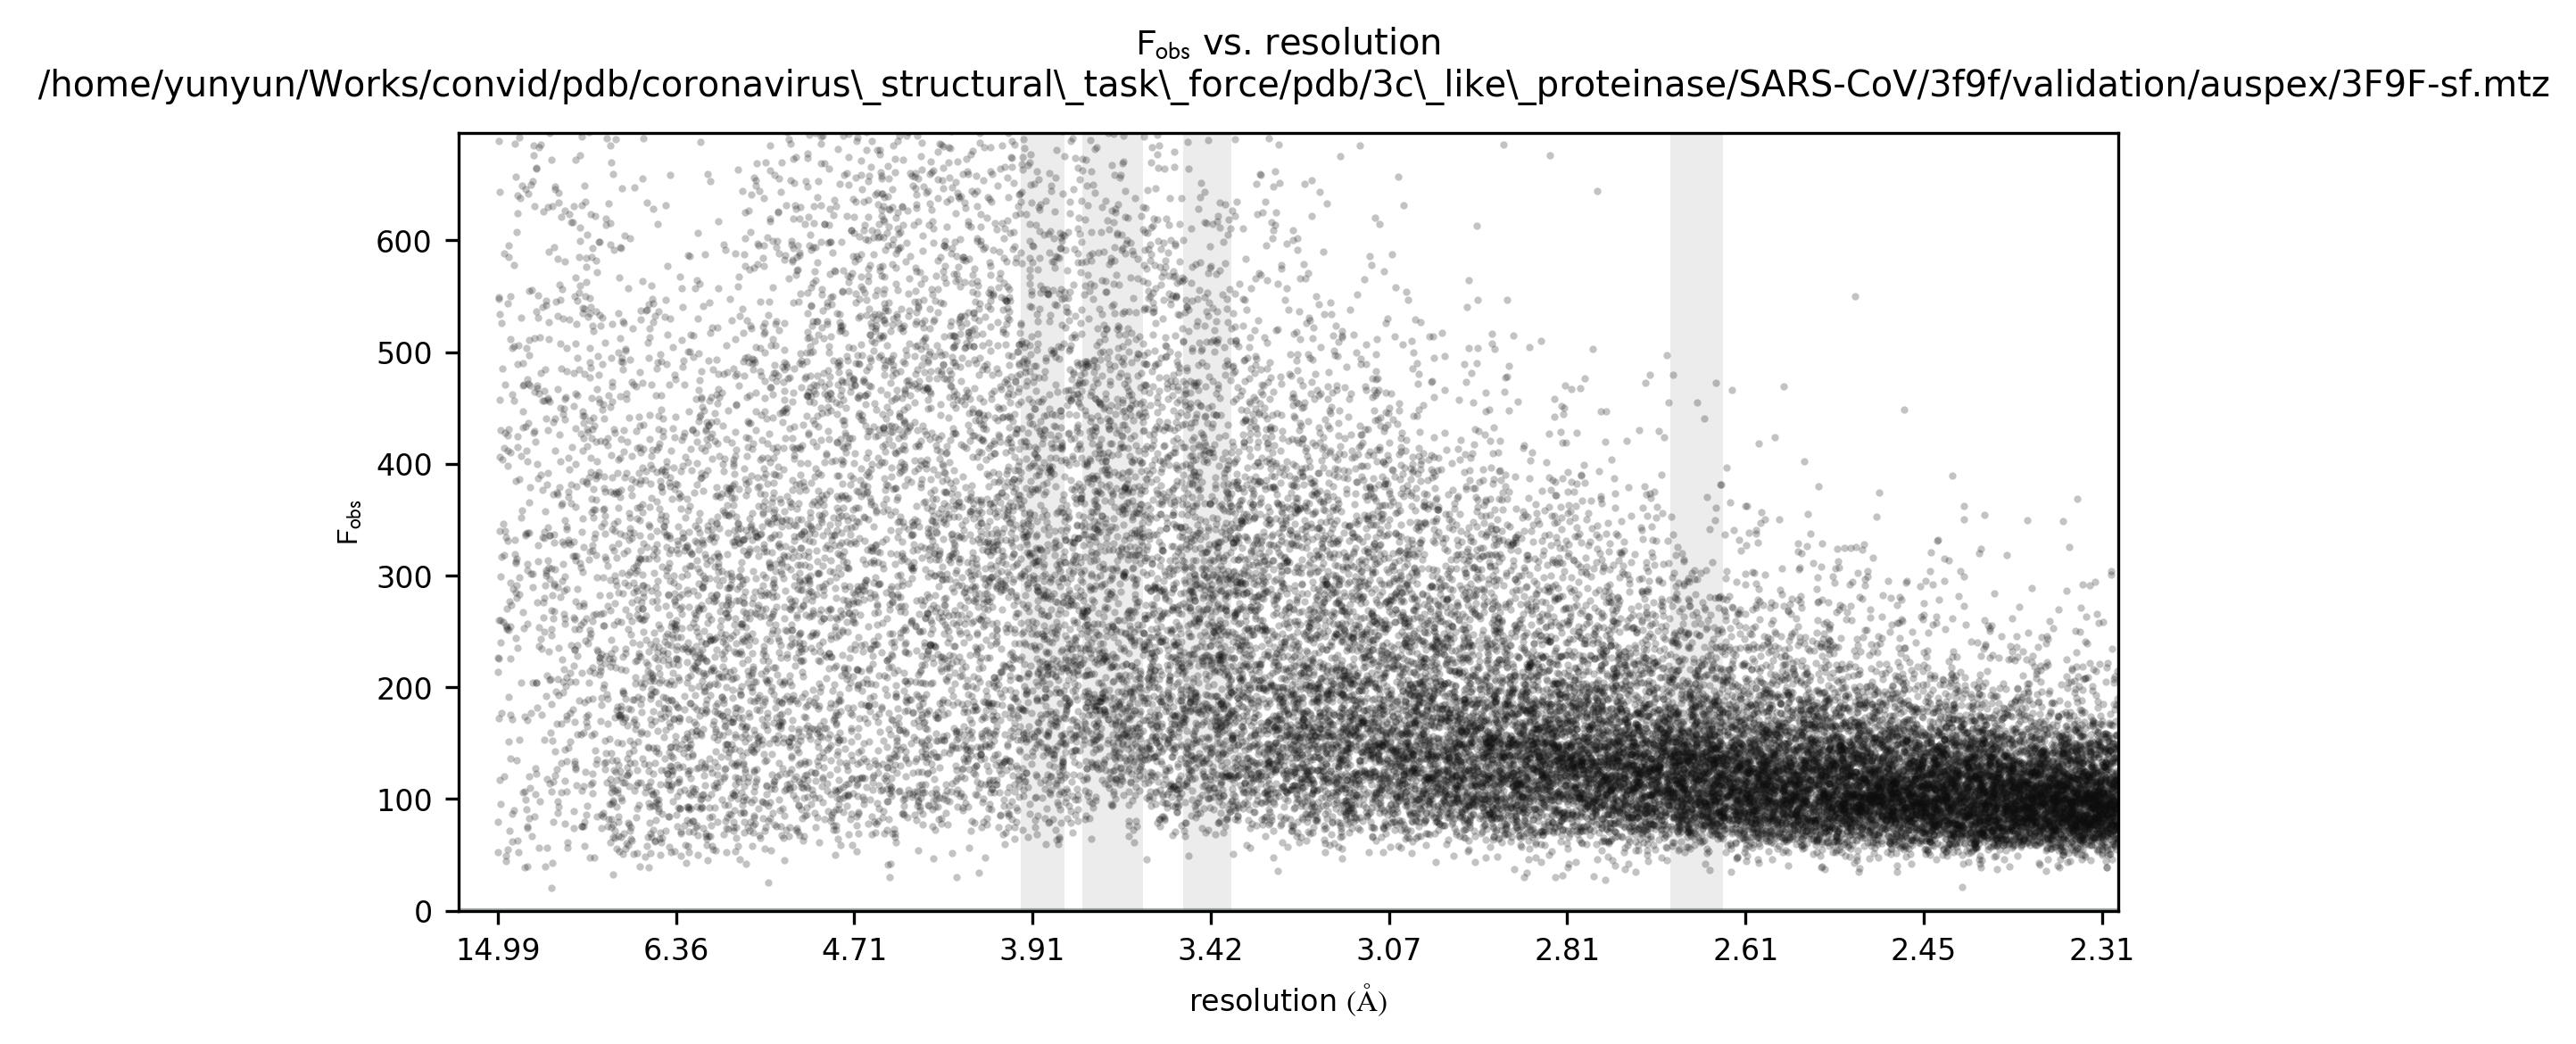 F_obs vs. resolution
/home/yunyun/Works/convid/pdb/coronavirus\_structural\_task\_force/pdb/3c\_like\_proteinase/SARS-CoV/3f9f/validation/auspex/3F9F-sf.mtz
F_obs
600
500
400
300
200
100
0
14.99 6.36 4.71 3.91 3.42 3.07 2.81 2.61 2.45 2.31
resolution (Å)